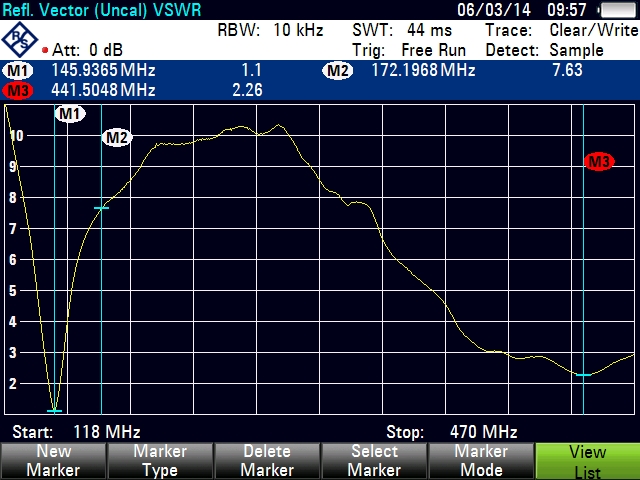 Refl. Vector (Uncal) VSWR 06/03/14 09:57
RBW: 10 kHz SWT: 44 ms Trace: Clear/Write
R&S Att: 0 dB Trig: Free Run Detect: Sample
M1 145.9365 MHz 1.1 M2 172.1968 MHz 7.63
M3 441.5048 MHz 2.26
M1
M2
10
M3
9
8
7
6
5
4
3
2
Start: 118 MHz Stop: 470 MHz
New Marker
Marker Type
Delete Marker
Select Marker
Marker Mode
View List